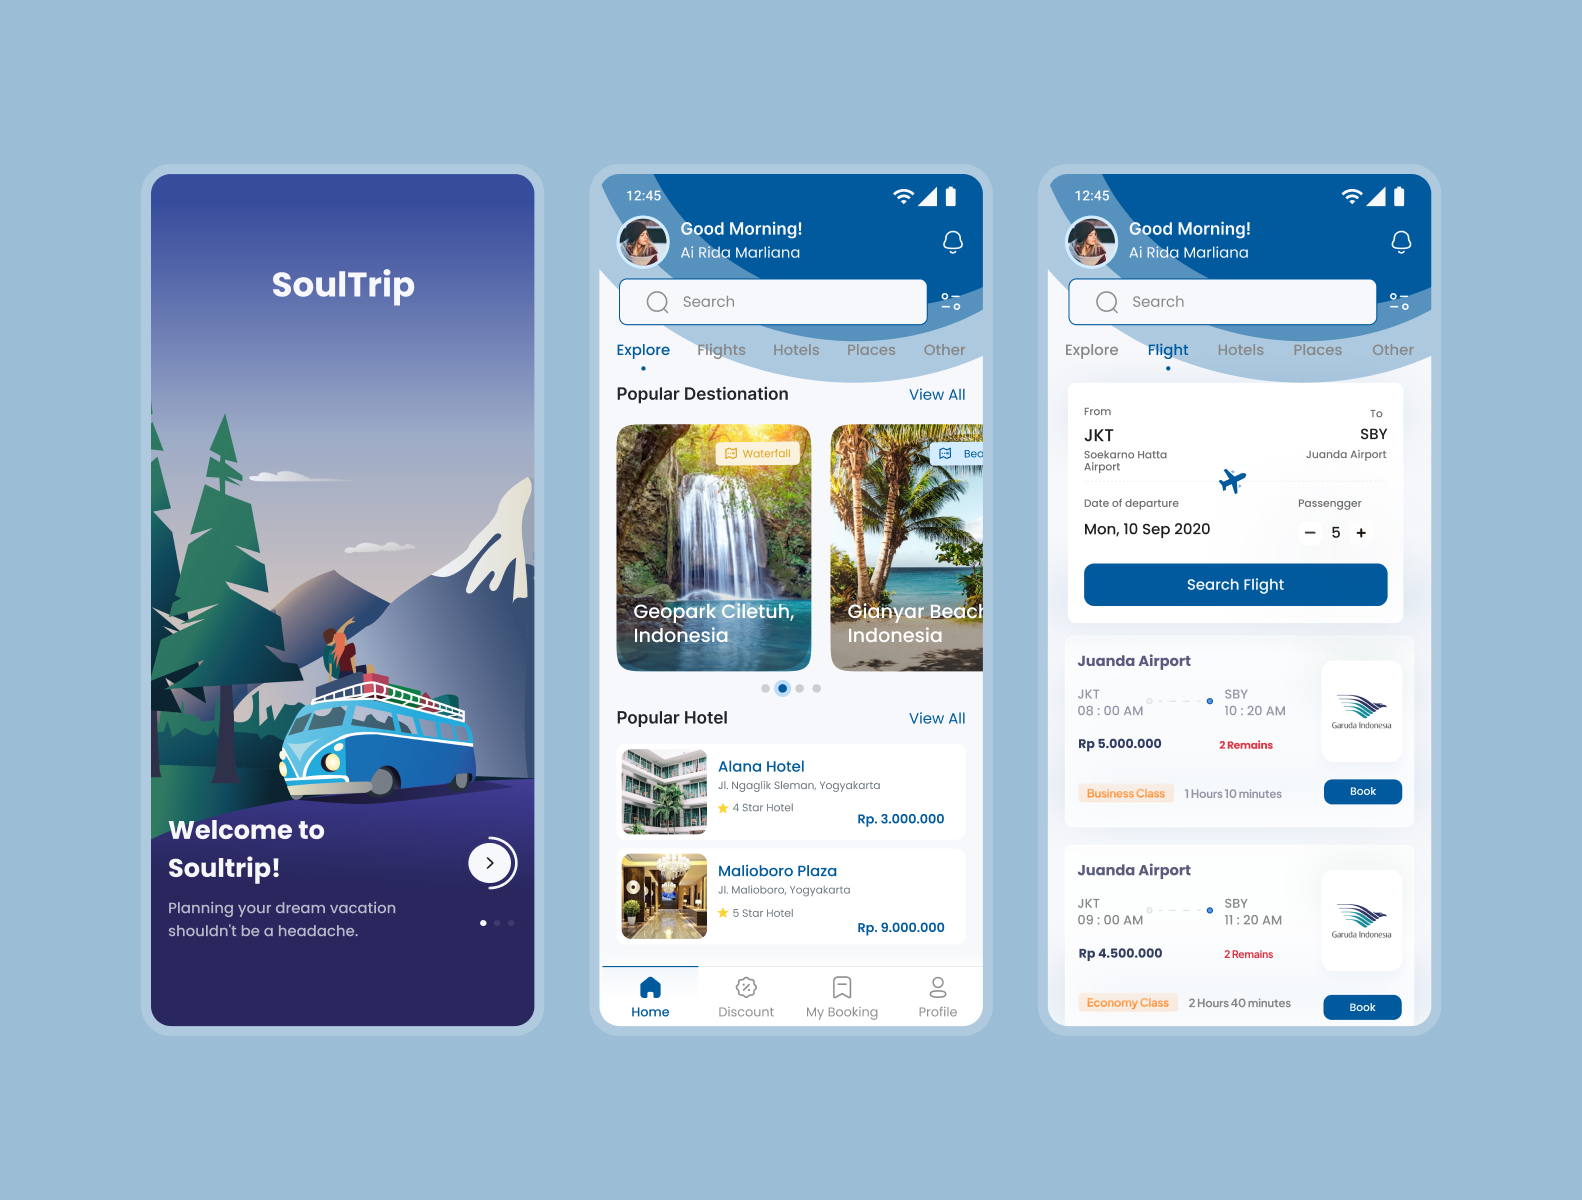 SoulTrip
Welcome to
Soultrip!
Planning your dream vacation
shouldn't be a headache.
12:45
Good Morning!
Ai Rida Marliana
Search
Explore Flights Hotels Places Other
Popular Destionation View All
Waterfall
Geopark Ciletuh,
Indonesia
Bea
Gianyar Beach
Indonesia
Popular Hotel View All
Alana Hotel
Jl. Ngaglik Sleman, Yogyakarta
4 Star Hotel
Rp. 3.000.000
Malioboro Plaza
Jl. Malioboro, Yogyakarta
5 Star Hotel
Rp. 9.000.000
Home Discount My Booking Profile
12:45
Good Morning!
Ai Rida Marliana
Search
Explore Flight Hotels Places Other
From To
JKT SBY
Soekarno Hatta
Airport
Juanda Airport
Date of departure Passengger
Mon, 10 Sep 2020 − 5 +
Search Flight
Juanda Airport
JKT SBY
08 : 00 AM 10 : 20 AM
Garuda Indonesia
Rp 5.000.000 2 Remains
Business Class 1 Hours 10 minutes Book
Juanda Airport
JKT SBY
09 : 00 AM 11 : 20 AM
Garuda Indonesia
Rp 4.500.000 2 Remains
Economy Class 2 Hours 40 minutes Book